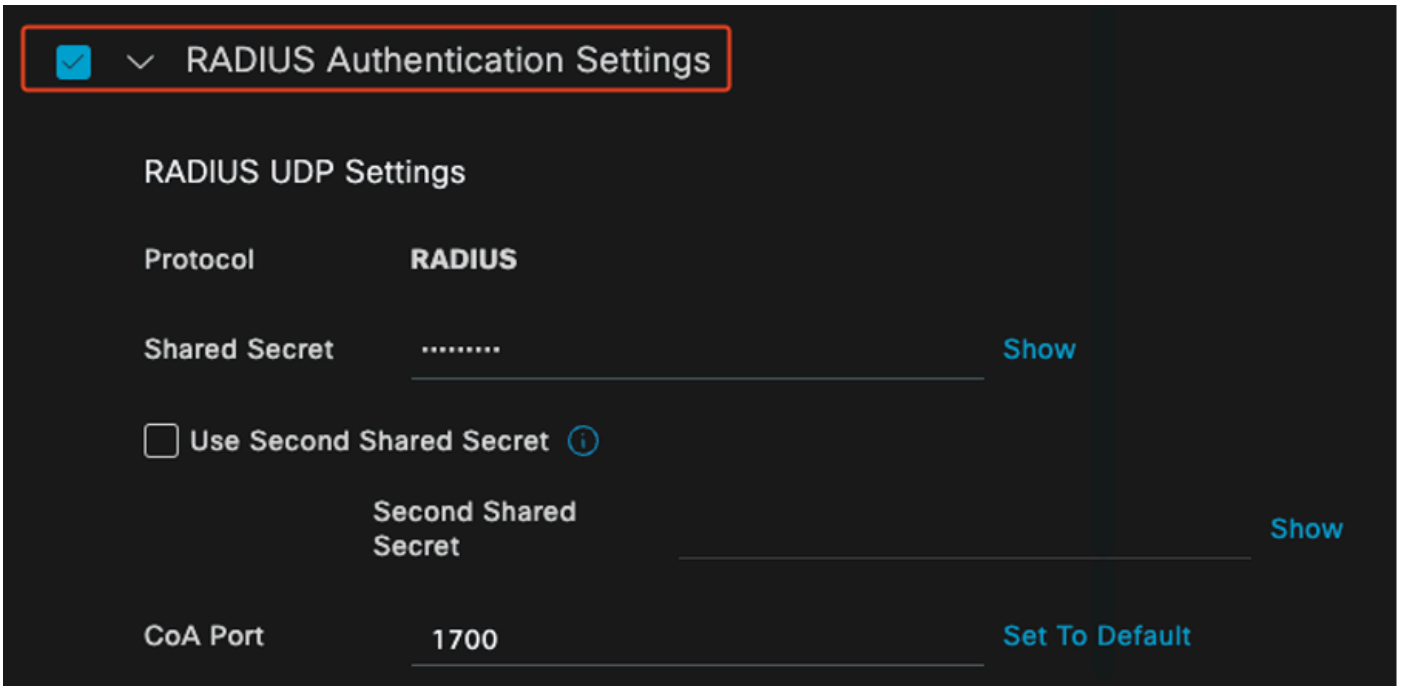 RADIUS Authentication Settings
RADIUS UDP Settings
Protocol RADIUS
Shared Secret ········· Show
Use Second Shared Secret
Second Shared
Secret
Show
CoA Port 1700 Set To Default